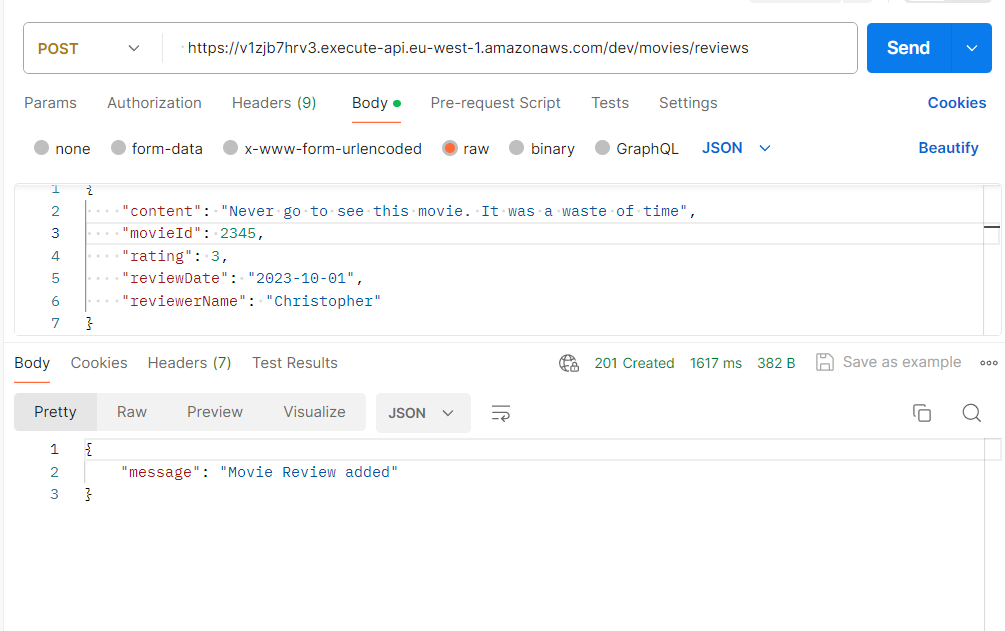 POST https://v1zjb7hrv3.execute-api.eu-west-1.amazonaws.com/dev/movies/reviews Send
Params Authorization Headers (9) Body Pre-request Script Tests Settings Cookies
none form-data x-www-form-urlencoded raw binary GraphQL JSON Beautify
1 {
2 "content": "Never go to see this movie. It was a waste of time",
3 "movieId": 2345,
4 "rating": 3,
5 "reviewDate": "2023-10-01",
6 "reviewerName": "Christopher"
7 }
Body Cookies Headers (7) Test Results 201 Created 1617 ms 382 B Save as example
Pretty Raw Preview Visualize JSON
1 {
2 "message": "Movie Review added"
3 }